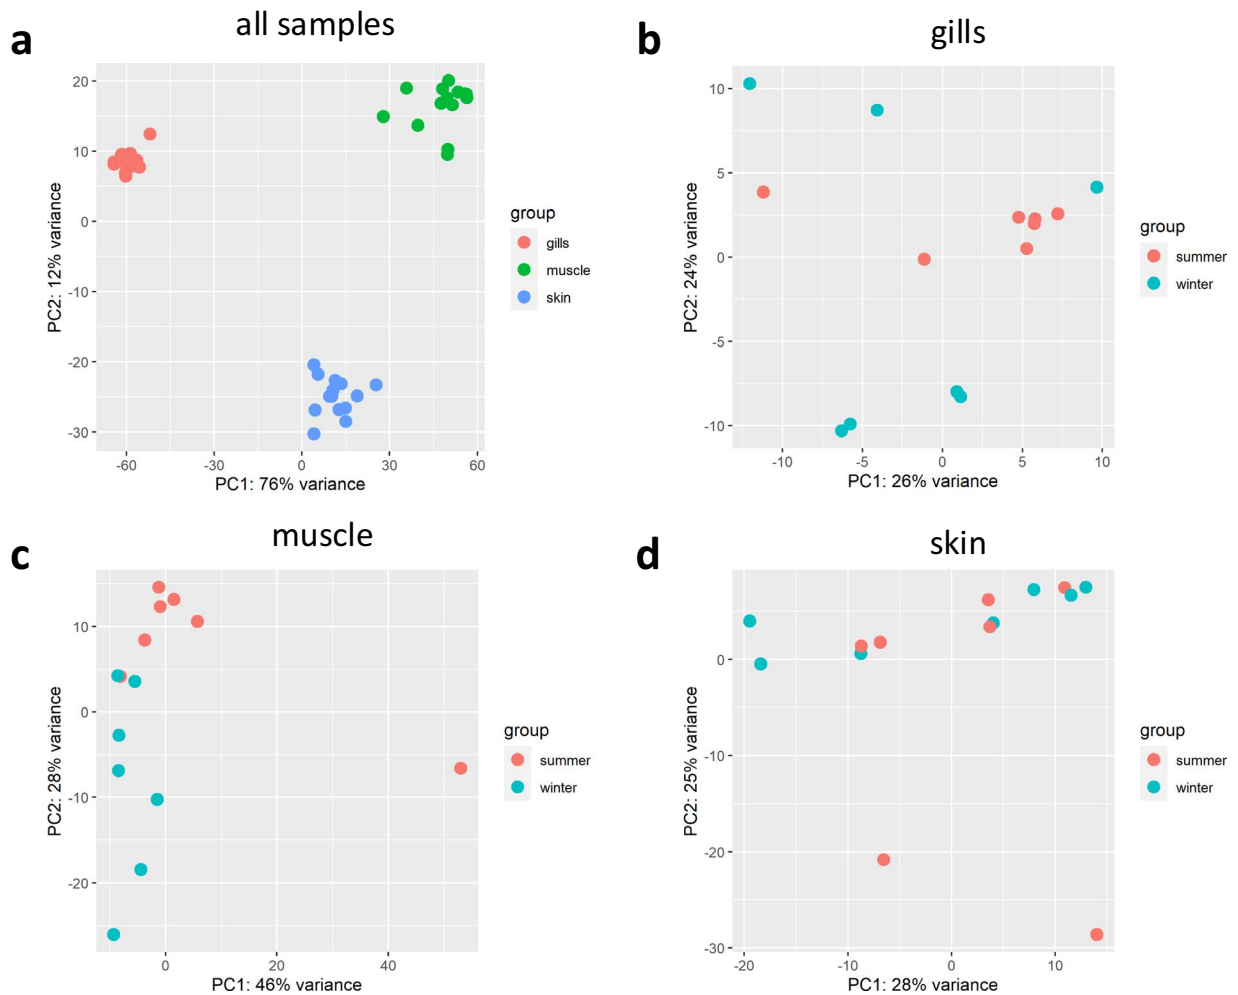 a
all samples
20
10
0
-10
-20
-30
-60
-30
0
30
60
PC2: 12% variance
PC1: 76% variance
group
gills
muscle
skin
b
gills
10
5
0
-5
-10
-10
-5
0
5
10
PC2: 24% variance
PC1: 26% variance
group
summer
winter
c
muscle
10
0
-10
-20
0
20
40
PC2: 28% variance
PC1: 46% variance
group
summer
winter
d
skin
0
-10
-20
-30
-20
-10
0
10
PC2: 25% variance
PC1: 28% variance
group
summer
winter